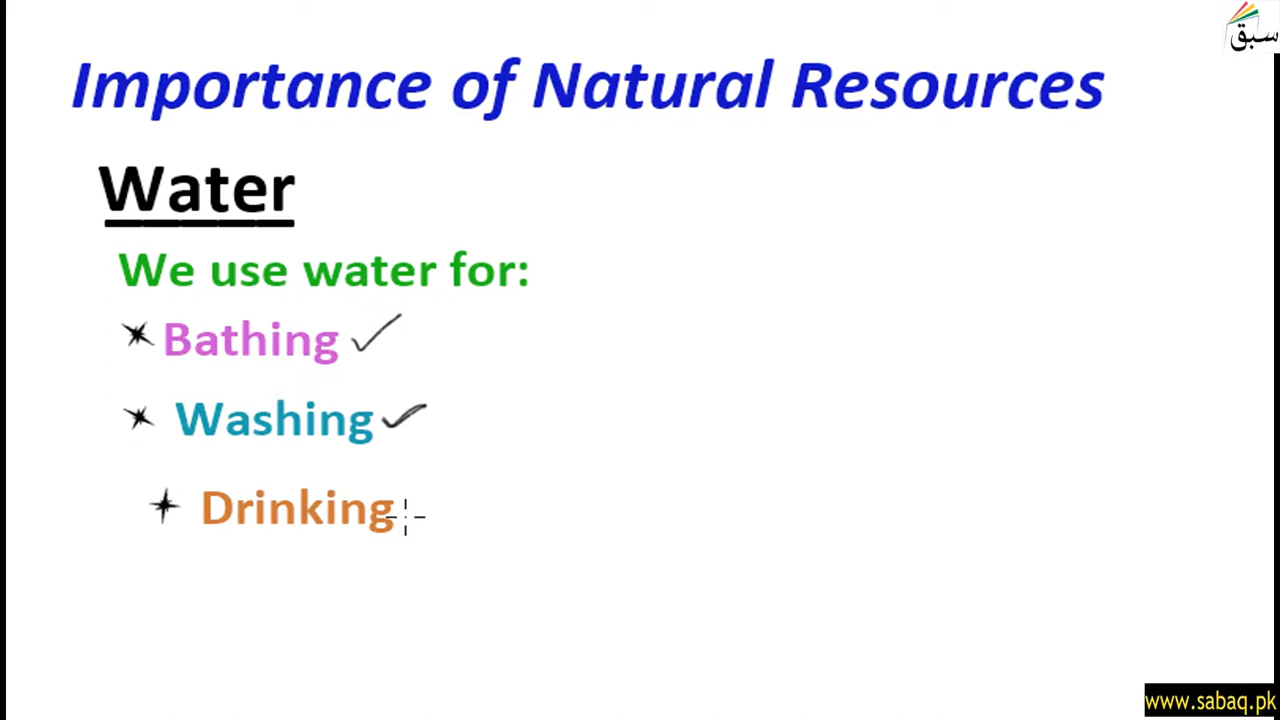 سبق
Importance of Natural Resources
Water
We use water for:
Bathing
Washing
Drinking
www.sabaq.pk